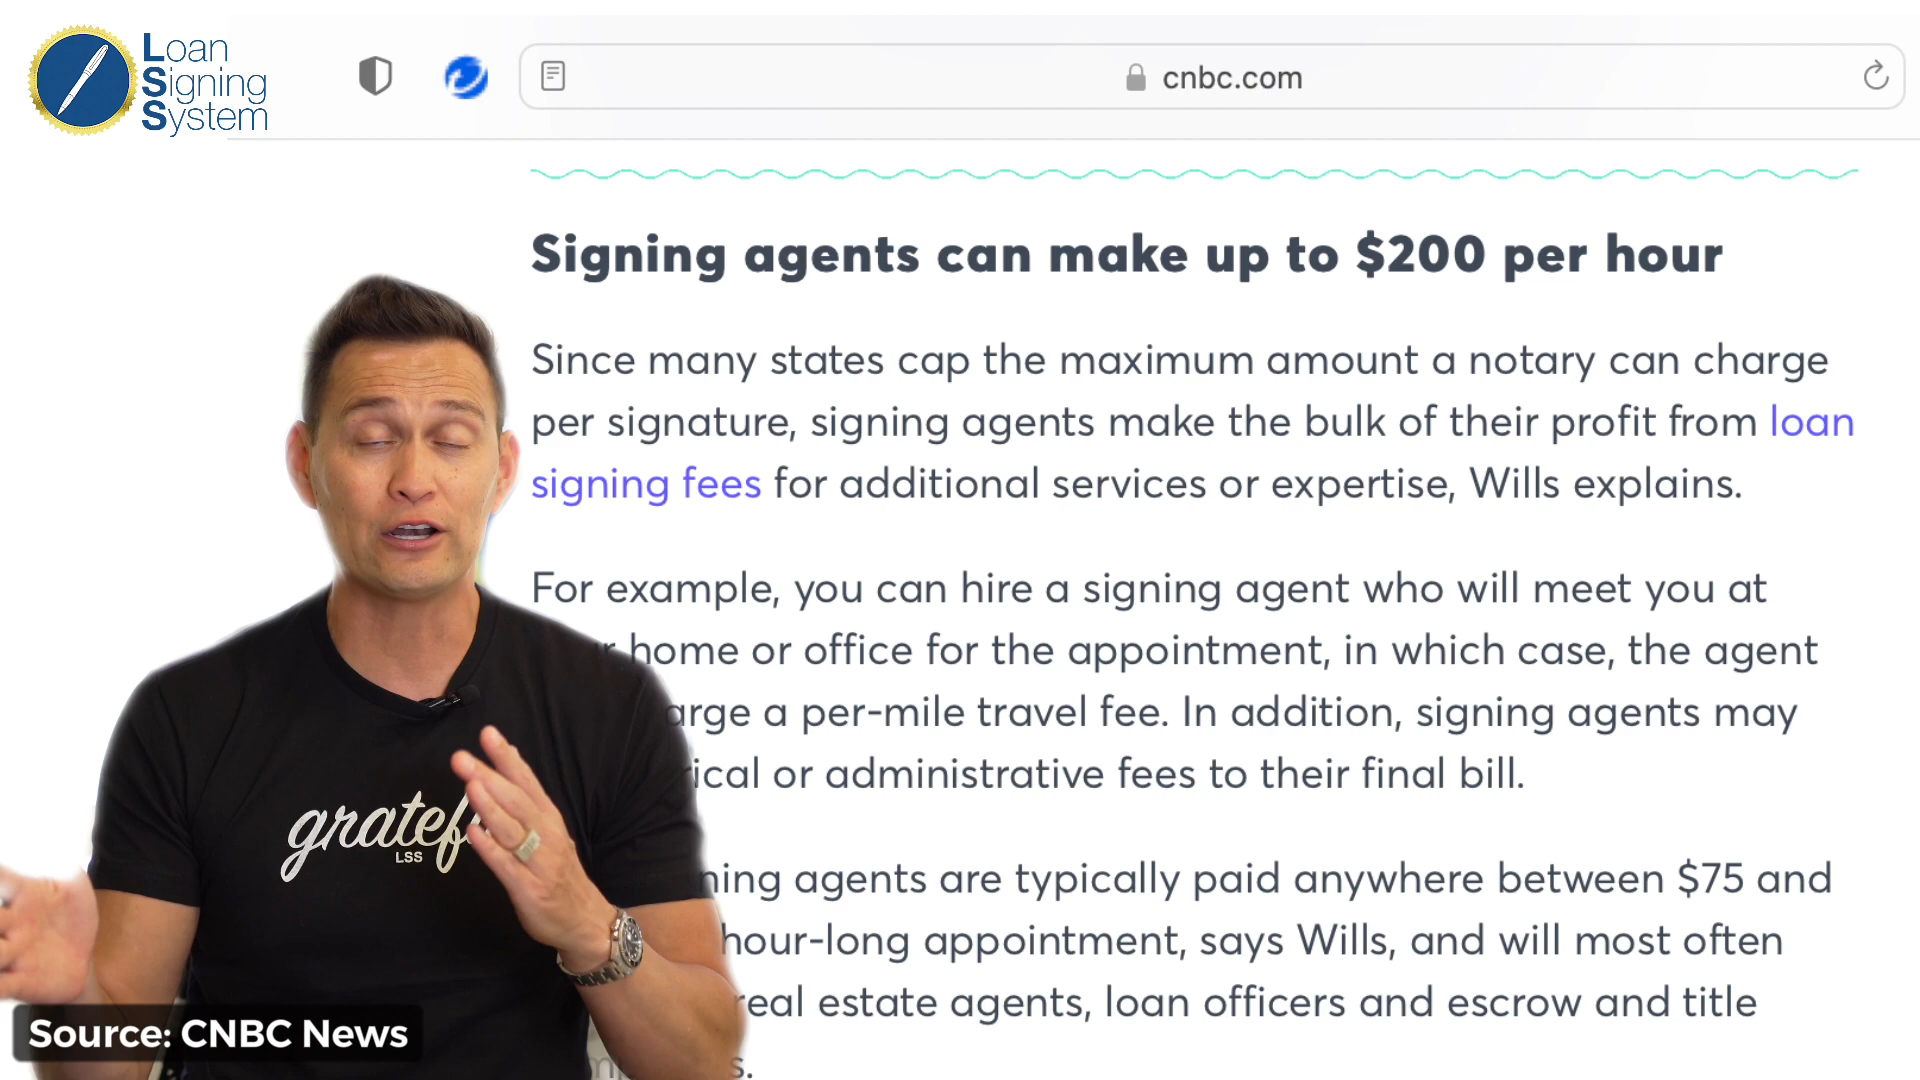 Loan
Signing
System
cnbc.com
Signing agents can make up to $200 per hour
Since many states cap the maximum amount a notary can charge
per signature, signing agents make the bulk of their profit from loan
signing fees for additional services or expertise, Wills explains.
For example, you can hire a signing agent who will meet you at
home or office for the appointment, in which case, the agent
a per-mile travel fee. In addition, signing agents may
or administrative fees to their final bill.
agents are typically paid anywhere between $75 and
hour-long appointment, says Wills, and will most often
real estate agents, loan officers and escrow and title
LSS
Source: CNBC News